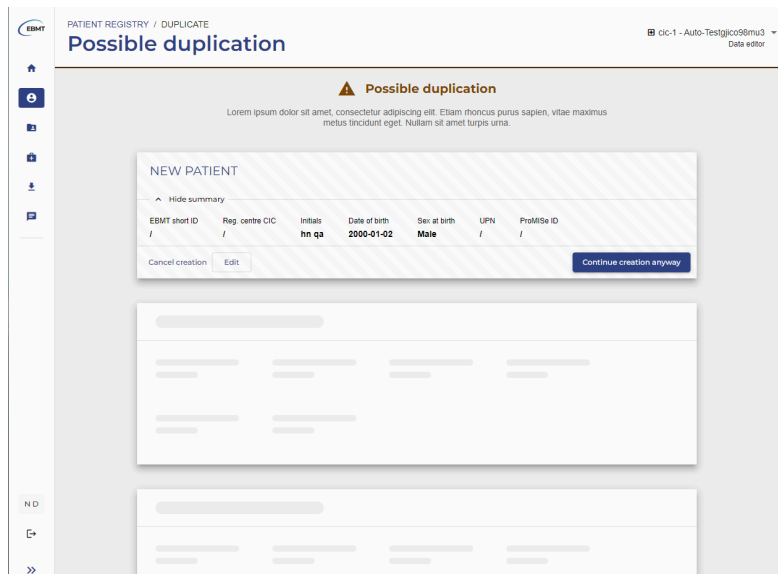 EBMT
PATIENT REGISTRY / DUPLICATE
Possible duplication
cic-1 - Auto-Testgjico98mu3
Data editor
Possible duplication
Lorem ipsum dolor sit amet, consectetur adipiscing elit. Etiam rhoncus purus sapien, vitae maximus
metus tincidunt eget. Nullam sit amet turpis urna.
NEW PATIENT
Hide summary
EBMT short ID Reg. centre CIC Initials Date of birth Sex at birth UPN ProMISe ID
/ / hn qa 2000-01-02 Male / /
Cancel creation Edit Continue creation anyway
N D